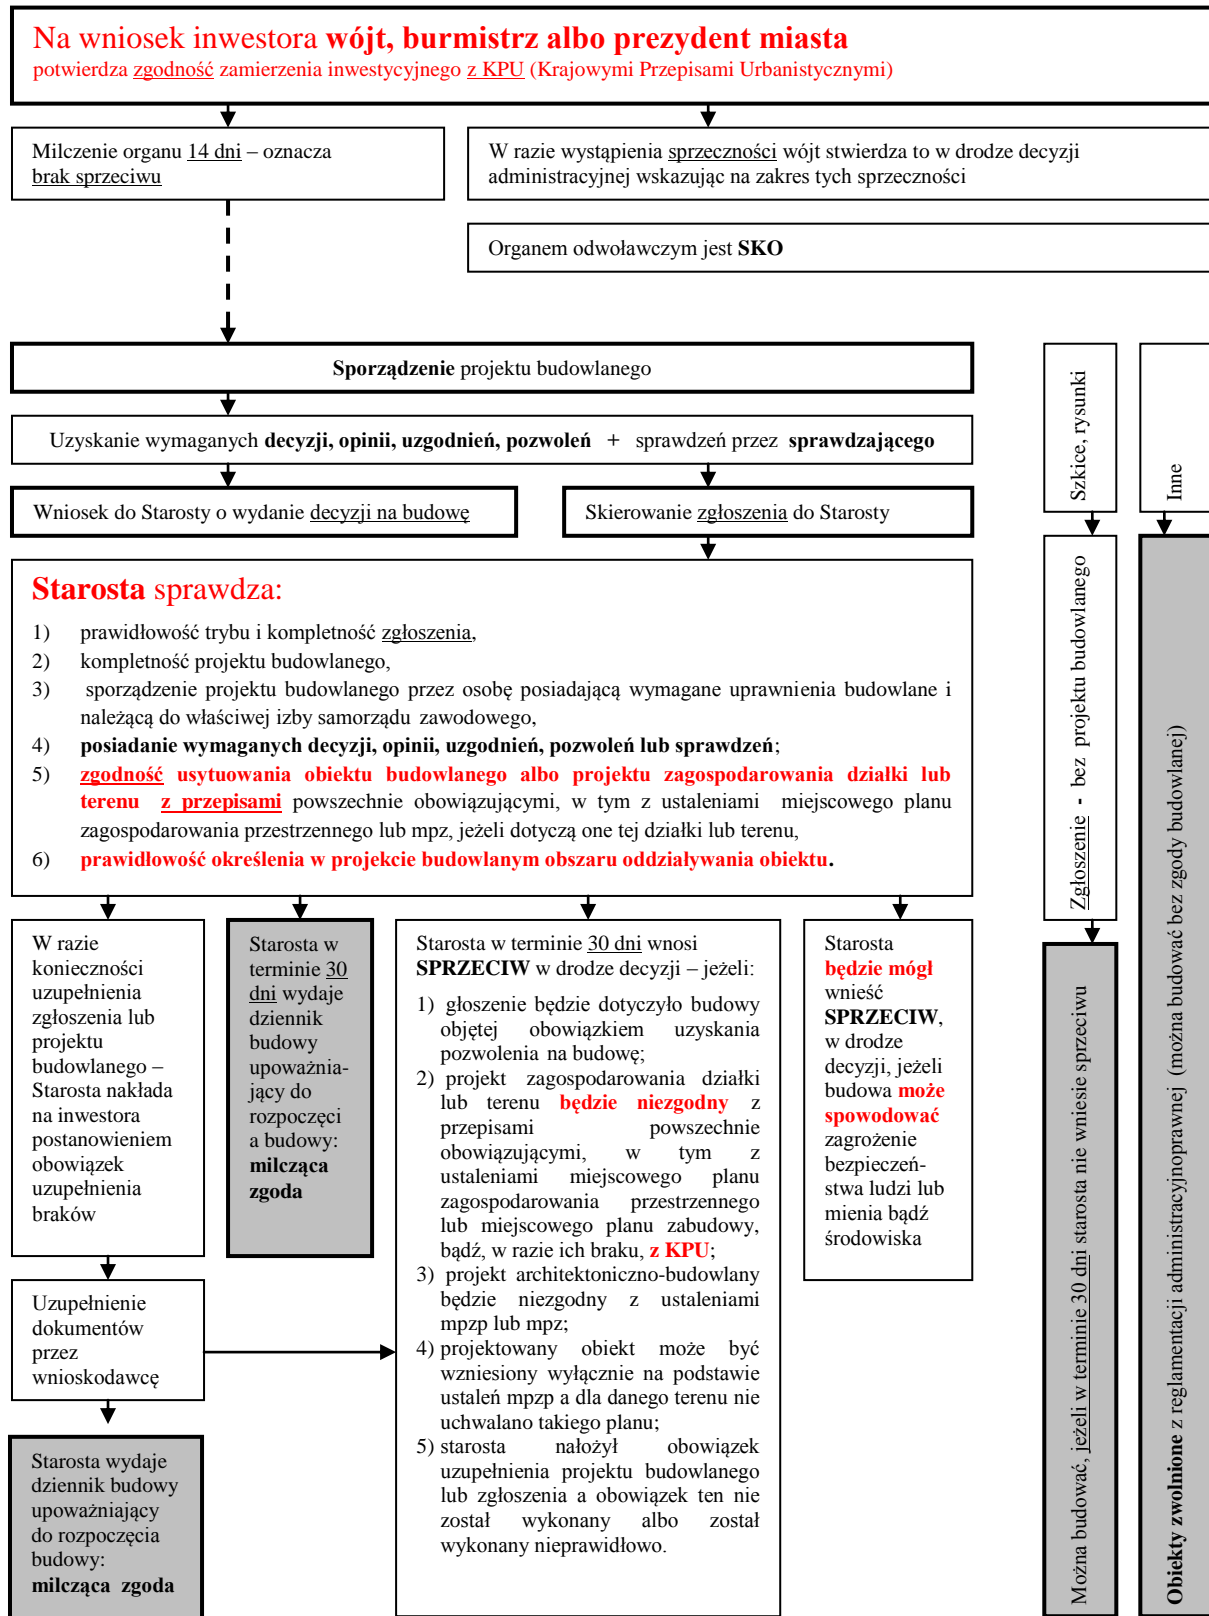 Na wniosek inwestora wójt, burmistrz albo prezydent miasta
potwierdza zgodność zamierzenia inwestycyjnego z KPU (Krajowymi Przepisami Urbanistycznymi)
Milczenie organu 14 dni – oznacza
brak sprzeciwu
W razie wystąpienia sprzeczności wójt stwierdza to w drodze decyzji
administracyjnej wskazując na zakres tych sprzeczności
Organem odwoławczym jest SKO
Sporządzenie projektu budowlanego
Uzyskanie wymaganych decyzji, opinii, uzgodnień, pozwoleń + sprawdzeń przez sprawdzającego
Wniosek do Starosty o wydanie decyzji na budowę
Skierowanie zgłoszenia do Starosty
Starosta sprawdza:
1) prawidłowość trybu i kompletność zgłoszenia,
2) kompletność projektu budowlanego,
3) sporządzenie projektu budowlanego przez osobę posiadającą wymagane uprawnienia budowlane i
należącą do właściwej izby samorządu zawodowego,
4) posiadanie wymaganych decyzji, opinii, uzgodnień, pozwoleń lub sprawdzeń;
5) zgodność usytuowania obiektu budowlanego albo projektu zagospodarowania działki lub
terenu z przepisami powszechnie obowiązującymi, w tym z ustaleniami miejscowego planu
zagospodarowania przestrzennego lub mpz, jeżeli dotyczą one tej działki lub terenu,
6) prawidłowość określenia w projekcie budowlanym obszaru oddziaływania obiektu.
W razie
konieczności
uzupełnienia
zgłoszenia lub
projektu
budowlanego –
Starosta nakłada
na inwestora
postanowieniem
obowiązek
uzupełnienia
braków
Uzupełnienie
dokumentów
przez
wnioskodawcę
Starosta wydaje
dziennik budowy
upoważniający
do rozpoczęcia
budowy:
milcząca zgoda
Starosta w
terminie 30
dni wydaje
dziennik
budowy
upoważnia-
jący do
rozpoczęci
a budowy:
milcząca
zgoda
Starosta w terminie 30 dni wnosi
SPRZECIW w drodze decyzji – jeżeli:
1) głoszenie będzie dotyczyło budowy
objętej obowiązkiem uzyskania
pozwolenia na budowę;
2) projekt zagospodarowania działki
lub terenu będzie niezgodny z
przepisami powszechnie
obowiązującymi, w tym z
ustaleniami miejscowego planu
zagospodarowania przestrzennego
lub miejscowego planu zabudowy,
bądź, w razie ich braku, z KPU;
3) projekt architektoniczno-budowlany
będzie niezgodny z ustaleniami
mpzp lub mpz;
4) projektowany obiekt może być
wzniesiony wyłącznie na podstawie
ustaleń mpzp a dla danego terenu nie
uchwalano takiego planu;
5) starosta nałożył obowiązek
uzupełnienia projektu budowlanego
lub zgłoszenia a obowiązek ten nie
został wykonany albo został
wykonany nieprawidłowo.
Starosta
będzie mógł
wnieść
SPRZECIW,
w drodze
decyzji, jeżeli
budowa może
spowodować
zagrożenie
bezpieczeń-
stwa ludzi lub
mienia bądź
środowiska
Szkice, rysunki
Zgłoszenie - bez projektu budowlanego
Można budować, jeżeli w terminie 30 dni starosta nie wniesie sprzeciwu
Inne
Obiekty zwolnione z reglamentacji administracyjnoprawnej (można budować bez zgody budowlanej)